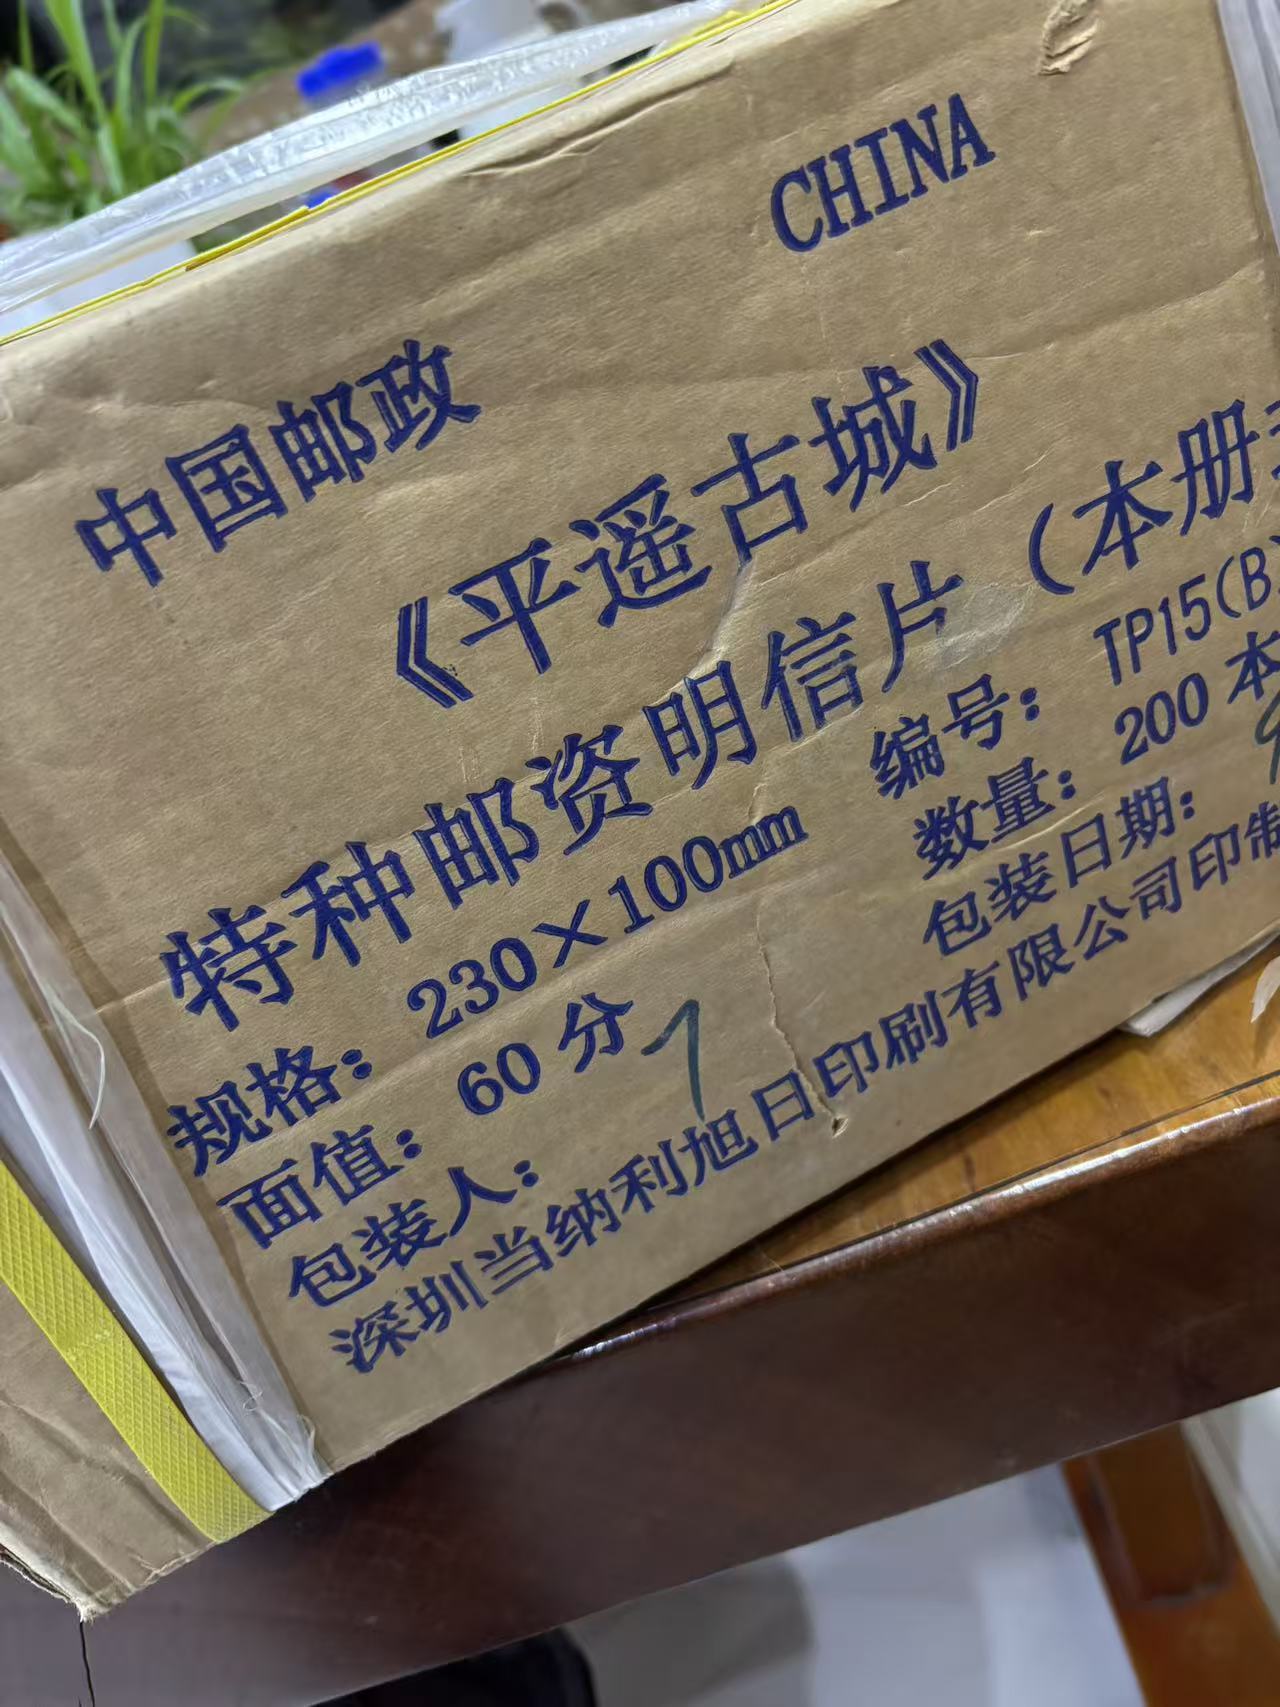 CHINA
中国邮政
《平遥古城》
特种邮资明信片（本册
规格：230×100mm
编号：TP15(B)
面值：60分
数量：200本
包装人：7
包装日期：
深圳当纳利旭日印刷有限公司印制